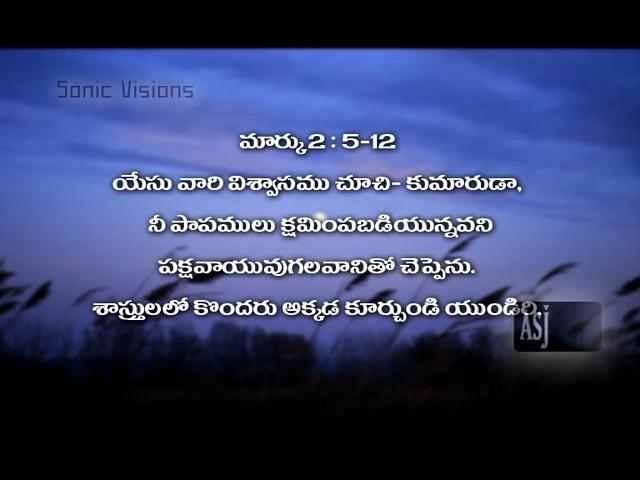 Sonic Visions
మార్కు 2 : 5-12
యేసు వారి విశ్వాసము చూచి- కుమారుడా,
నీ పాపములు క్షమింపబడియున్నవని
పక్షవాయువుగలవానితో చెప్పెను.
శాస్త్రులలో కొందరు అక్కడ కూర్చుండి యుండిరి.
ASJ